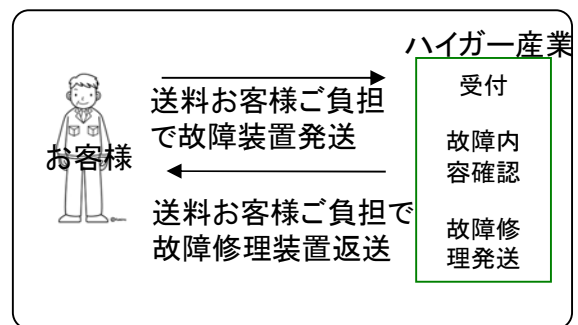 ハイガー産業
送料お客様ご負担
で故障装置発送
お客様
送料お客様ご負担で
故障修理装置返送
受付
故障内
容確認
故障修
理発送